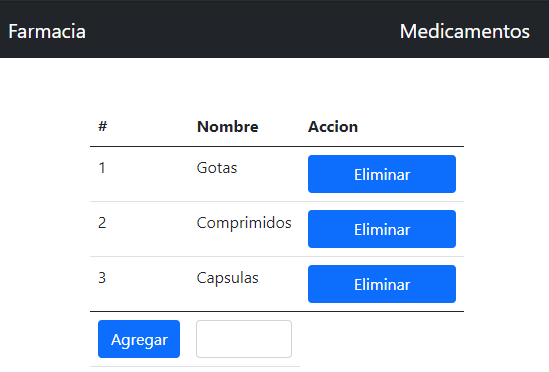 Farmacia Medicamentos
# Nombre Accion
1 Gotas Eliminar
2 Comprimidos Eliminar
3 Capsulas Eliminar
Agregar